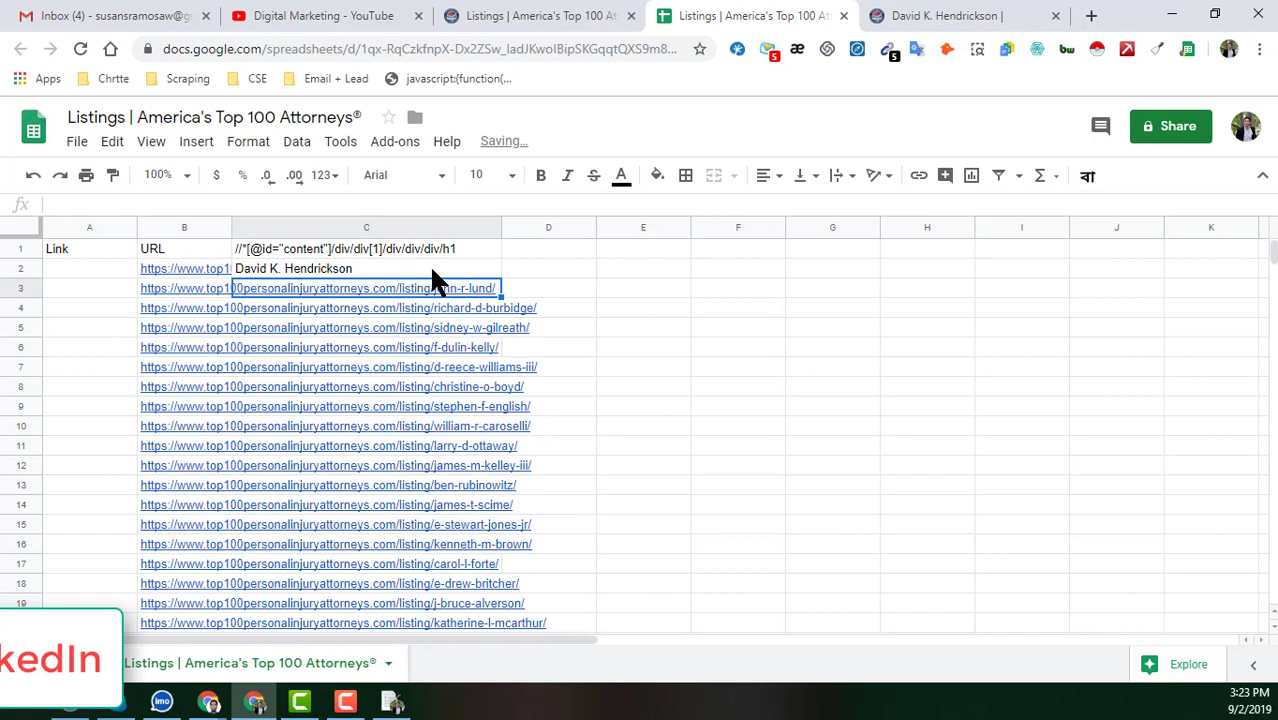 Inbox (4) - susansramosaw@g
Digital Marketing - YouTube
Listings | America's Top 100 At
Listings | America's Top 100 At
David K. Hendrickson |
docs.google.com/spreadsheets/d/1qx-RqCzkfnpX-Dx2ZSw_ladJKwoIBipSKGqqtQXS9m8...
Apps
Chrtte
Scraping
CSE
Email + Lead
javascript:(function(...
Listings | America's Top 100 Attorneys®
Share
File Edit View Insert Format Data Tools Add-ons Help Saving...
100% $ % .0 .00 123 Arial 10 B I S A বা
fx
A B C D E F G H I J K
1 Link URL //*[@id="content"]/div/div[1]/div/div/div/h1
2 https://www.top1 David K. Hendrickson
3 https://www.top100personalinjuryattorneys.com/listing/ n-r-lund/
4 https://www.top100personalinjuryattorneys.com/listing/richard-d-burbidge/
5 https://www.top100personalinjuryattorneys.com/listing/sidney-w-gilreath/
6 https://www.top100personalinjuryattorneys.com/listing/f-dulin-kelly/
7 https://www.top100personalinjuryattorneys.com/listing/d-reece-williams-iii/
8 https://www.top100personalinjuryattorneys.com/listing/christine-o-boyd/
9 https://www.top100personalinjuryattorneys.com/listing/stephen-f-english/
10 https://www.top100personalinjuryattorneys.com/listing/william-r-caroselli/
11 https://www.top100personalinjuryattorneys.com/listing/larry-d-ottaway/
12 https://www.top100personalinjuryattorneys.com/listing/james-m-kelley-iii/
13 https://www.top100personalinjuryattorneys.com/listing/ben-rubinowitz/
14 https://www.top100personalinjuryattorneys.com/listing/james-t-scime/
15 https://www.top100personalinjuryattorneys.com/listing/e-stewart-jones-jr/
16 https://www.top100personalinjuryattorneys.com/listing/kenneth-m-brown/
17 https://www.top100personalinjuryattorneys.com/listing/carol-l-forte/
18 https://www.top100personalinjuryattorneys.com/listing/e-drew-britcher/
19 https://www.top100personalinjuryattorneys.com/listing/j-bruce-alverson/
https://www.top100personalinjuryattorneys.com/listing/katherine-l-mcarthur/
kedIn
Listings | America's Top 100 Attorneys®
Explore
imo
3:23 PM
9/2/2019